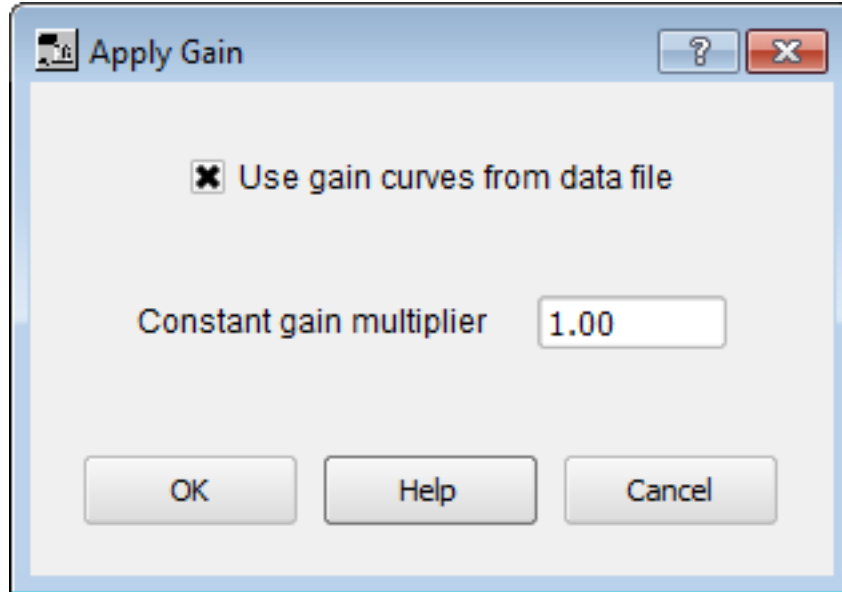 Apply Gain
Use gain curves from data file
Constant gain multiplier 1.00
OK Help Cancel